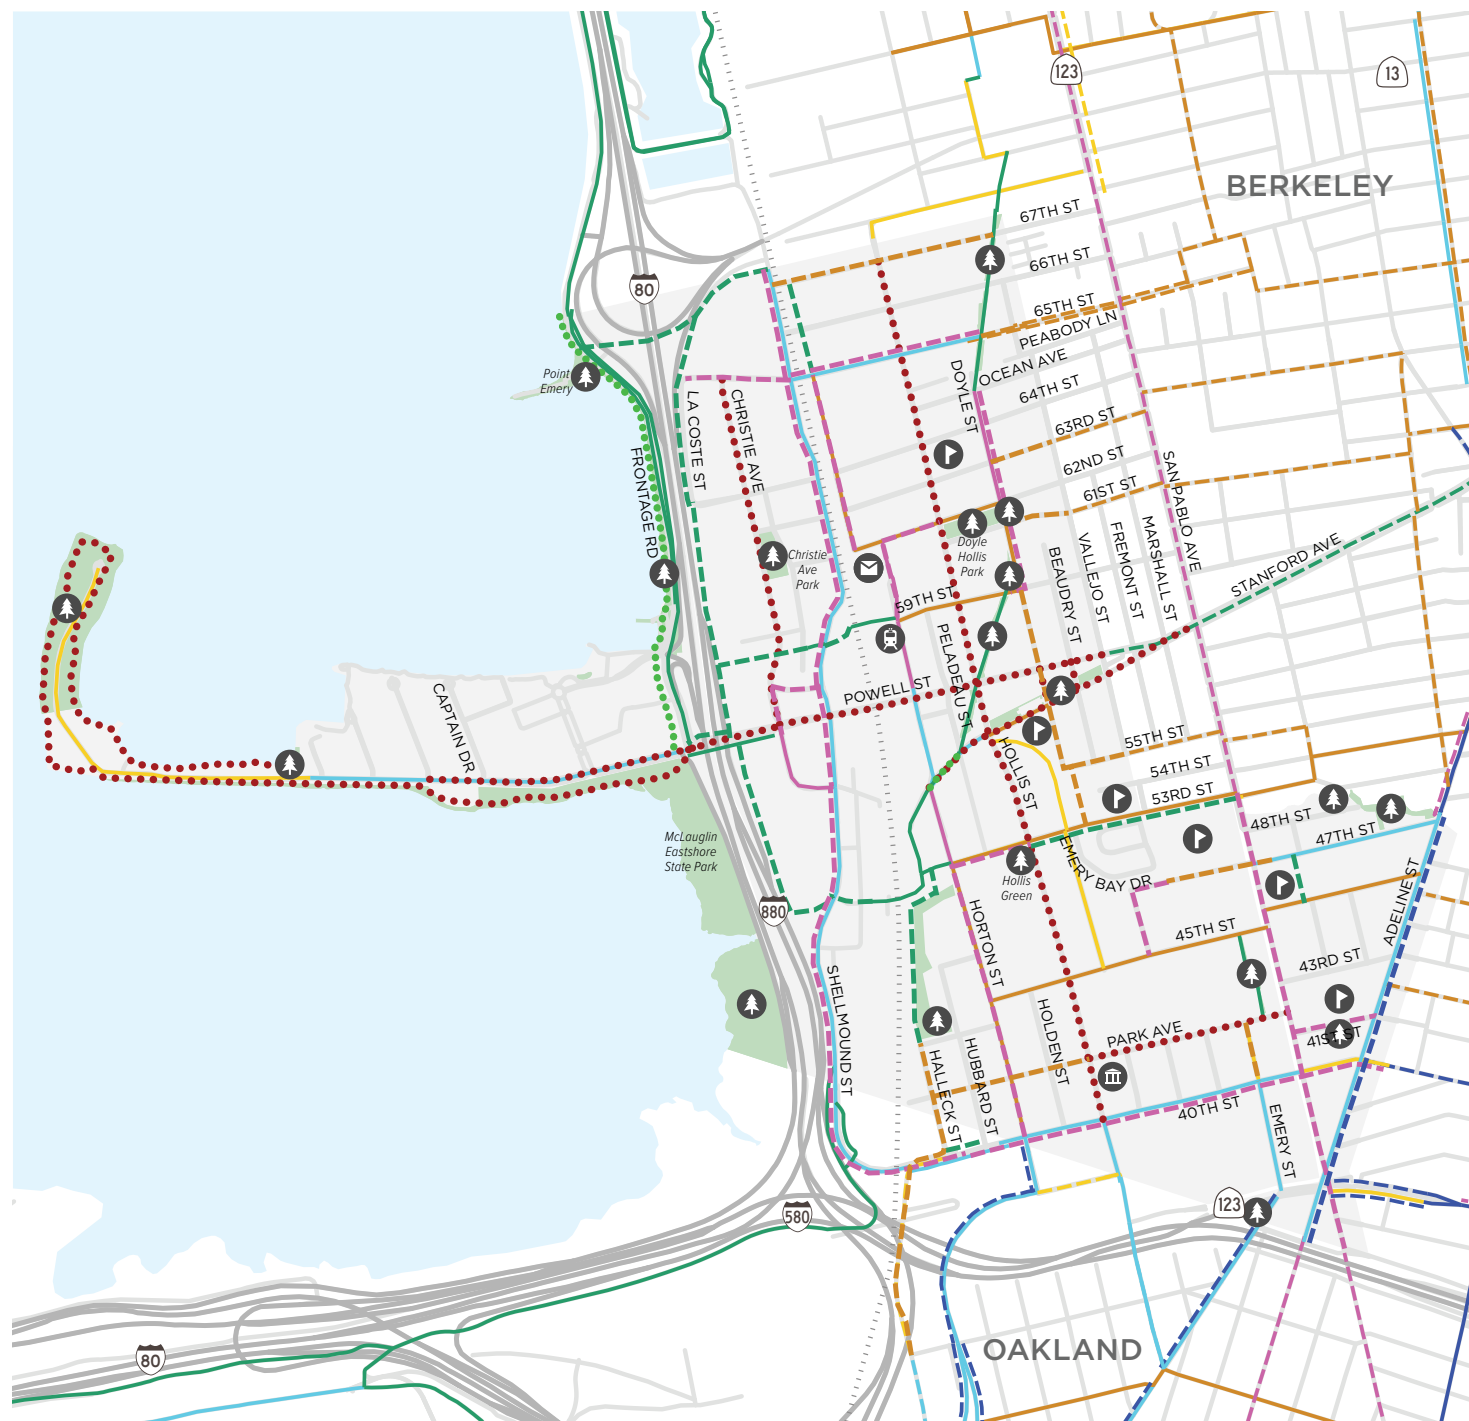 123
13
BERKELEY
67TH ST
66TH ST
80
65TH ST
PEABODY LN
OCEAN AVE
DOYLE ST
64TH ST
Point
Emery
LA COSTE ST
CHRISTIE AVE
63RD ST
62ND ST
61ST ST
SAN PABLO AVE
FRONTAGE RD
Christie
Ave
Park
Doyle
Hollis
Park
BEAUDRY ST
VALLEJO ST
FREMONT ST
MARSHALL ST
STANFORD AVE
59TH ST
PELADEAU ST
POWELL ST
CAPTAIN DR
HOLLIS ST
55TH ST
54TH ST
53RD ST
48TH ST
47TH ST
McLaughlin
Eastshore
State Park
EMERY BAY DR
Hollis
Green
880
HORTON ST
ADELINE ST
45TH ST
43RD ST
SHELLMOUND ST
HOLDEN ST
PARK AVE
41ST ST
HALLECK ST
HUBBARD ST
40TH ST
EMERY ST
123
580
OAKLAND
80